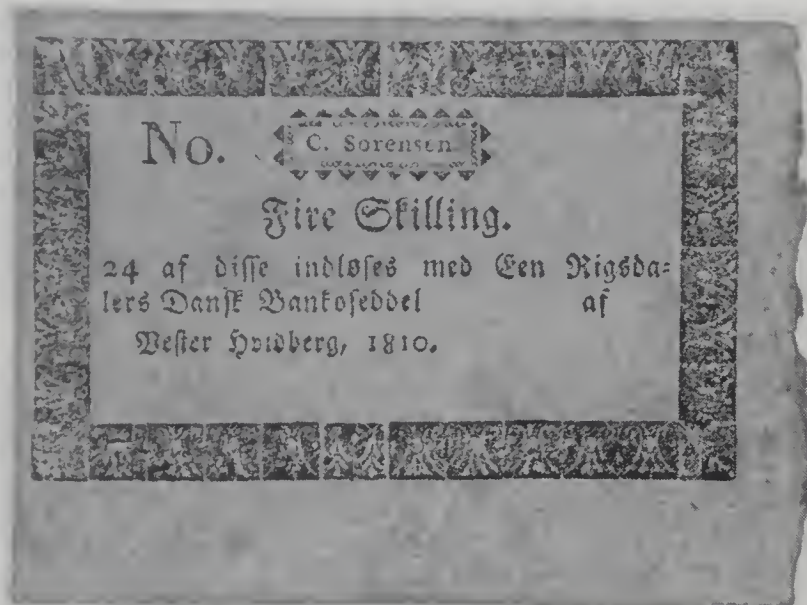 No.
C. Sorensen
Fire Skilling.
24 af disse indløses med Een Rigsda=
lers Dansk Bankoseddel af
Vester Hvidberg, 1810.